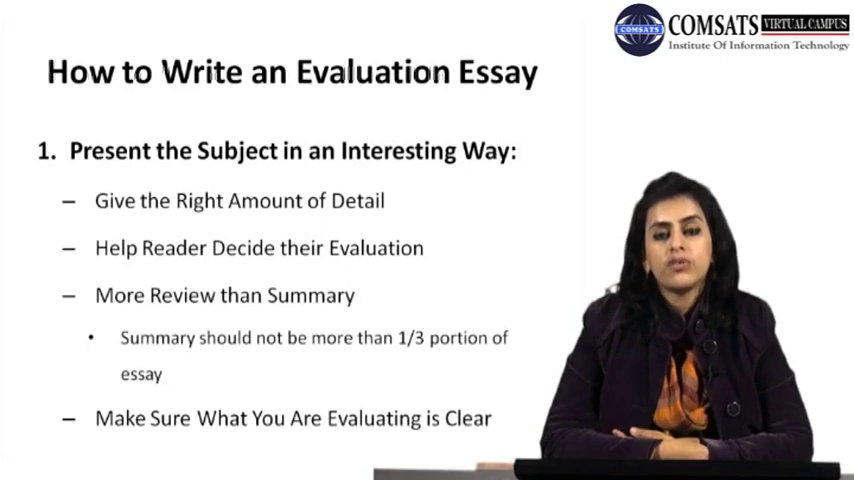 COMSATS VIRTUAL CAMPUS
COMSATS
Institute Of Information Technology
How to Write an Evaluation Essay
1. Present the Subject in an Interesting Way:
– Give the Right Amount of Detail
– Help Reader Decide their Evaluation
– More Review than Summary
• Summary should not be more than 1/3 portion of
essay
– Make Sure What You Are Evaluating is Clear